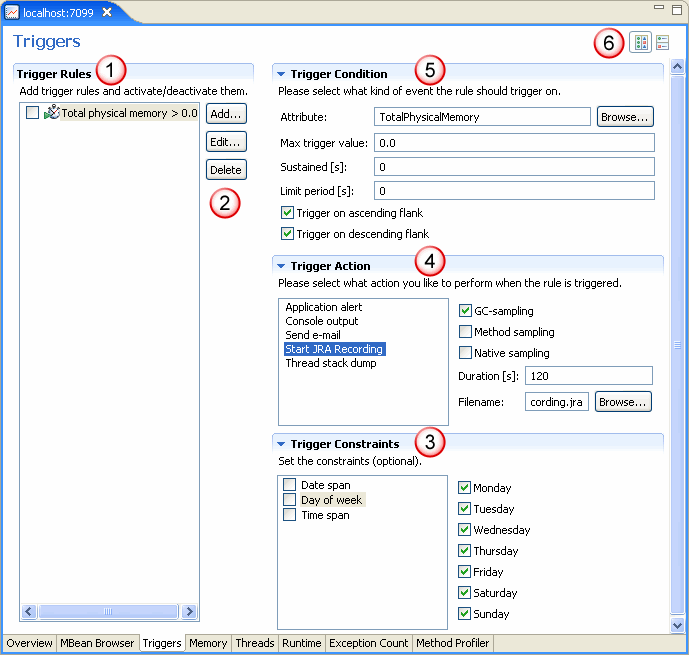 localhost:7099
Triggers
6
Trigger Rules 1
Add trigger rules and activate/deactivate them.
Total physical memory > 0.0
Add...
Edit...
Delete
2
Trigger Condition 5
Please select what kind of event the rule should trigger on.
Attribute: TotalPhysicalMemory Browse...
Max trigger value: 0.0
Sustained [s]: 0
Limit period [s]: 0
Trigger on ascending flank
Trigger on descending flank
Trigger Action 4
Please select what action you like to perform when the rule is triggered.
Application alert
Console output
Send e-mail
Start JRA Recording
Thread stack dump
GC-sampling
Method sampling
Native sampling
Duration [s]: 120
Filename: cording.jra Browse...
Trigger Constraints 3
Set the constraints (optional).
Date span
Day of week
Time span
Monday
Tuesday
Wednesday
Thursday
Friday
Saturday
Sunday
Overview MBean Browser Triggers Memory Threads Runtime Exception Count Method Profiler